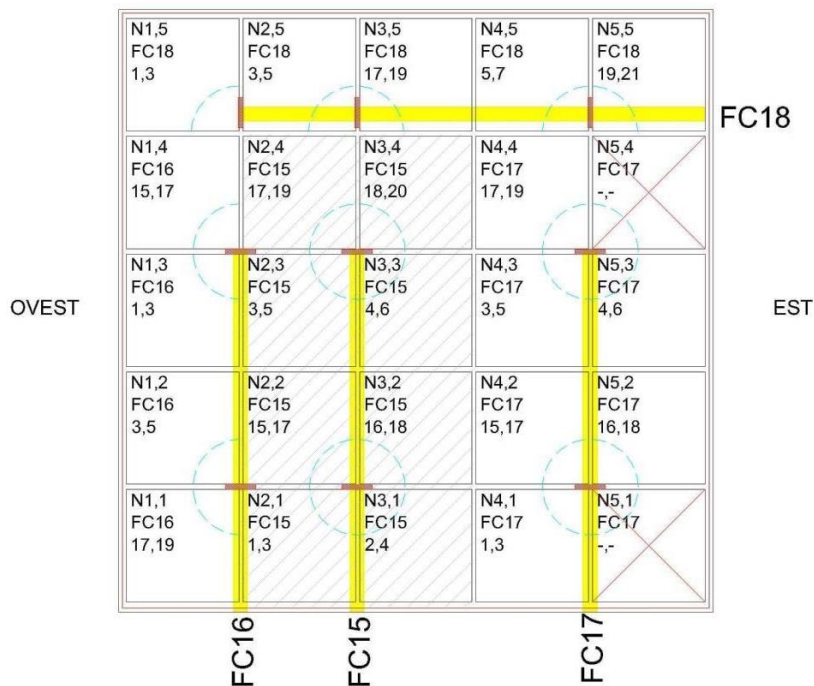 N1,5
FC18
1,3
N2,5
FC18
3,5
N3,5
FC18
17,19
N4,5
FC18
5,7
N5,5
FC18
19,21
FC18
N1,4
FC16
15,17
N2,4
FC15
17,19
N3,4
FC15
18,20
N4,4
FC17
17,19
N5,4
FC17
-,-
OVEST
N1,3
FC16
1,3
N2,3
FC15
3,5
N3,3
FC15
4,6
N4,3
FC17
3,5
N5,3
FC17
4,6
EST
N1,2
FC16
3,5
N2,2
FC15
15,17
N3,2
FC15
16,18
N4,2
FC17
15,17
N5,2
FC17
16,18
N1,1
FC16
17,19
N2,1
FC15
1,3
N3,1
FC15
2,4
N4,1
FC17
1,3
N5,1
FC17
-,-
FC16
FC15
FC17